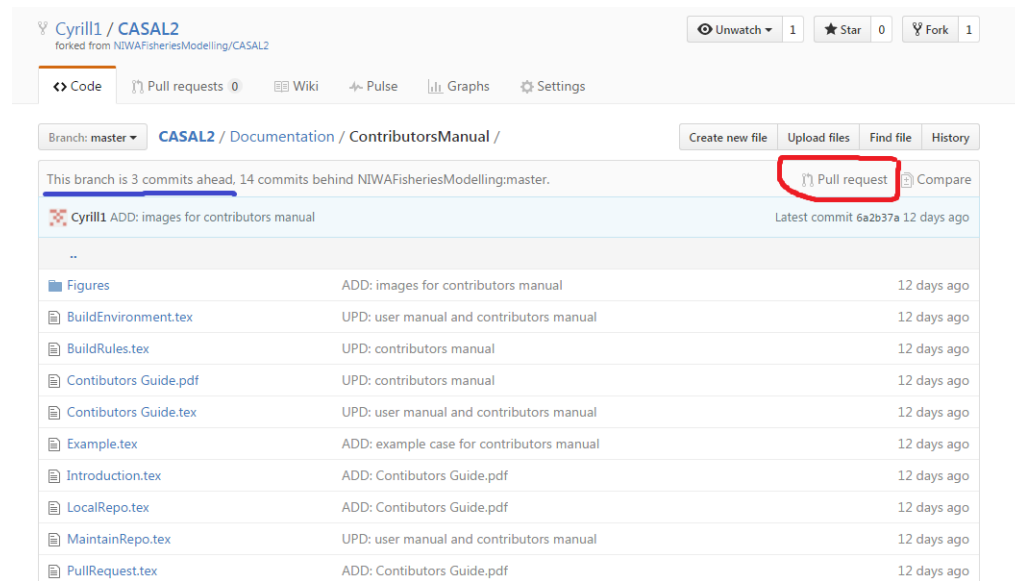 Cyrill1 / CASAL2
forked from NIWAFisheriesModelling/CASAL2
Unwatch 1 Star 0 Fork 1
Code Pull requests 0 Wiki Pulse Graphs Settings
Branch: master CASAL2 / Documentation / ContributorsManual / Create new file Upload files Find file History
This branch is 3 commits ahead, 14 commits behind NIWAFisheriesModelling:master. Pull request Compare
Cyrill1 ADD: images for contributors manual Latest commit 6a2b37a 12 days ago
..
Figures ADD: images for contributors manual 12 days ago
BuildEnvironment.tex UPD: user manual and contributors manual 12 days ago
BuildRules.tex UPD: contributors manual 12 days ago
Contibutors Guide.pdf UPD: contributors manual 12 days ago
Contibutors Guide.tex UPD: user manual and contributors manual 12 days ago
Example.tex ADD: example case for contributors manual 12 days ago
Introduction.tex ADD: Contibutors Guide.pdf 12 days ago
LocalRepo.tex ADD: Contibutors Guide.pdf 12 days ago
MaintainRepo.tex UPD: user manual and contributors manual 12 days ago
PullRequest.tex ADD: Contibutors Guide.pdf 12 days ago